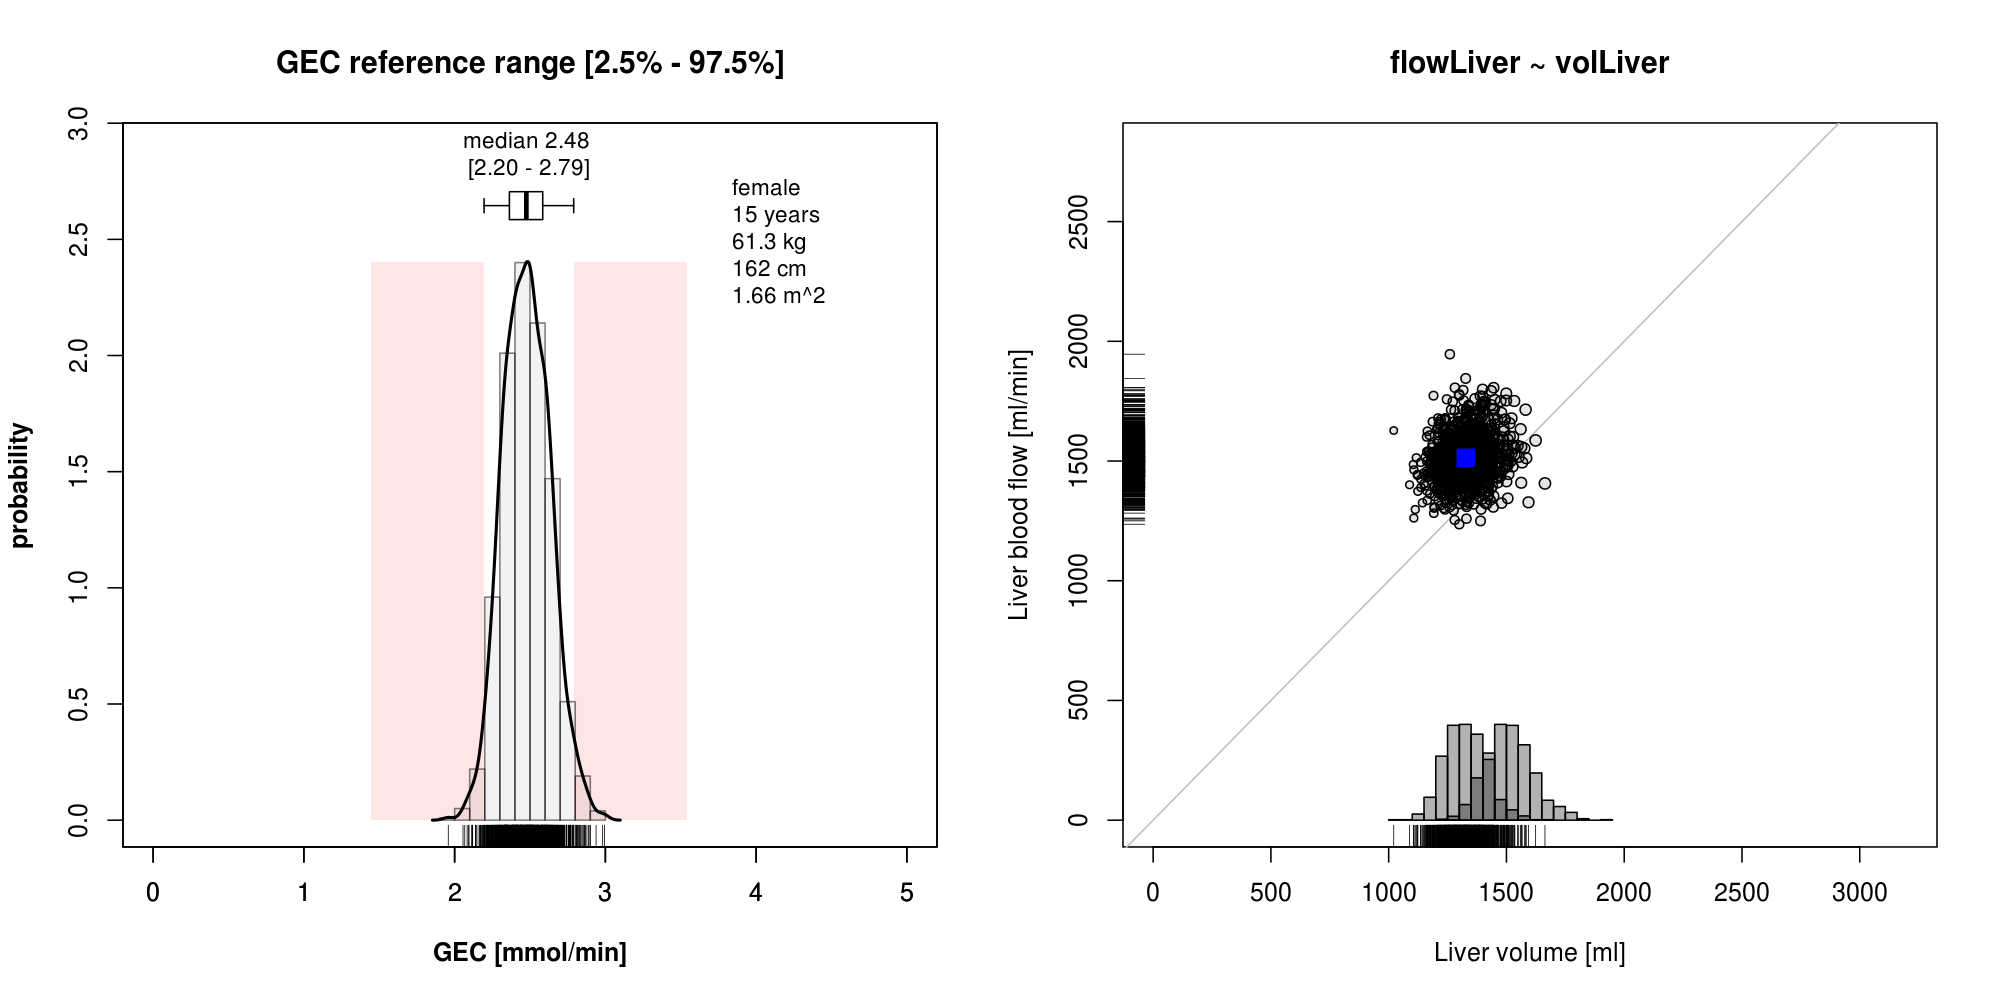 GEC reference range [2.5% - 97.5%]
median 2.48
[2.20 - 2.79]
female
15 years
61.3 kg
162 cm
1.66 m^2
probability
0.0
0.5
1.0
1.5
2.0
2.5
3.0
0 1 2 3 4 5
GEC [mmol/min]
flowLiver ~ volLiver
Liver blood flow [ml/min]
0
500
1000
1500
2000
2500
0 500 1000 1500 2000 2500 3000
Liver volume [ml]